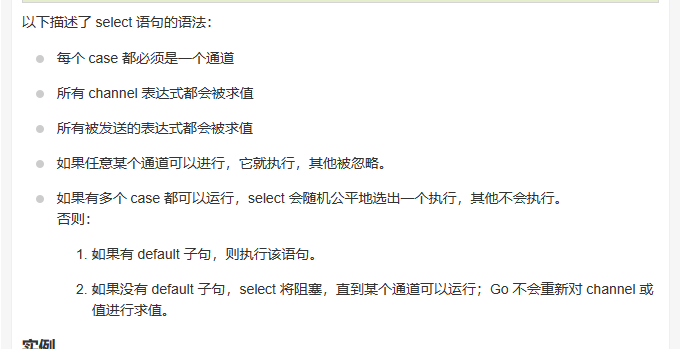 以下描述了 select 语句的语法：
每个 case 都必须是一个通道
所有 channel 表达式都会被求值
所有被发送的表达式都会被求值
如果任意某个通道可以进行，它就执行，其他被忽略。
如果有多个 case 都可以运行，select 会随机公平地选出一个执行，其他不会执行。
否则：
1. 如果有 default 子句，则执行该语句。
2. 如果没有 default 子句，select 将阻塞，直到某个通道可以运行；Go 不会重新对 channel 或
值进行求值。
实例